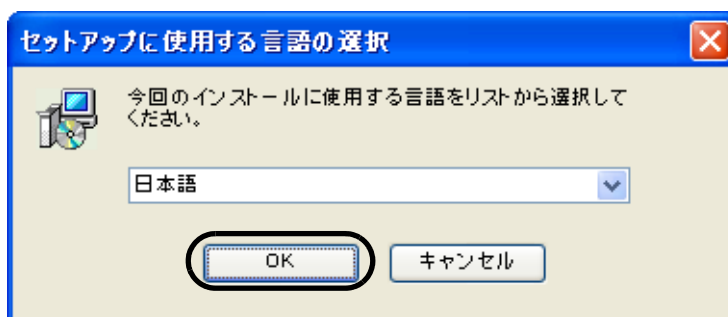 セットアップに使用する言語の選択
今回のインストールに使用する言語をリストから選択して
ください。
日本語
OK
キャンセル